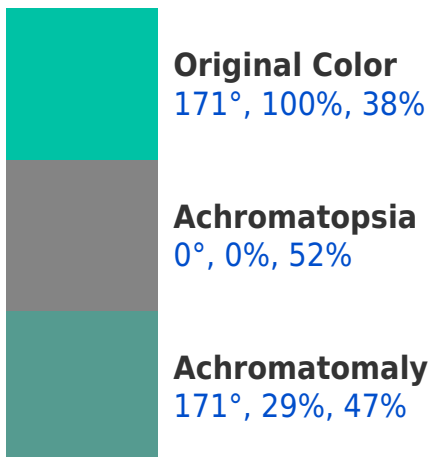 Original Color
171°, 100%, 38%
Achromatopsia
0°, 0%, 52%
Achromatomaly
171°, 29%, 47%